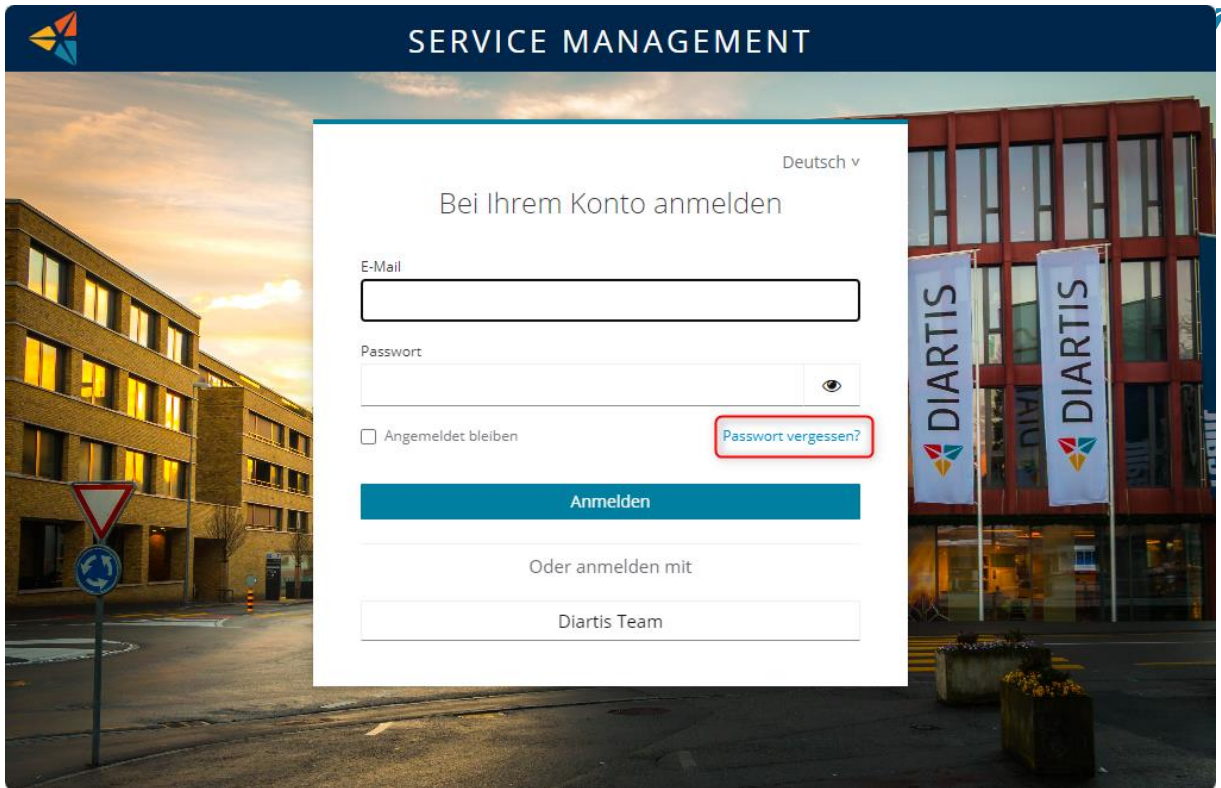 SERVICE MANAGEMENT
Deutsch v
Bei Ihrem Konto anmelden
E-Mail
Passwort
Angemeldet bleiben
Passwort vergessen?
Anmelden
Oder anmelden mit
Diartis Team
DIARTIS
DIARTIS